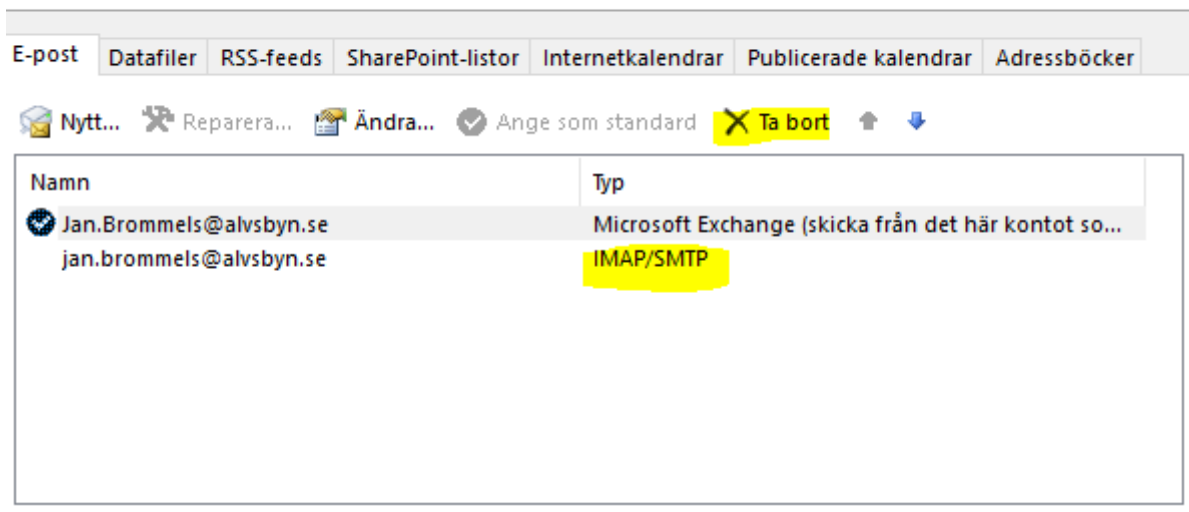 E-post Datafiler RSS-feeds SharePoint-listor Internetkalendrar Publicerade kalendrar Adressböcker
Nytt... Reparera... Ändra... Ange som standard Ta bort
Namn Typ
Jan.Brommels@alvsbyn.se Microsoft Exchange (skicka från det här kontot so...
jan.brommels@alvsbyn.se IMAP/SMTP